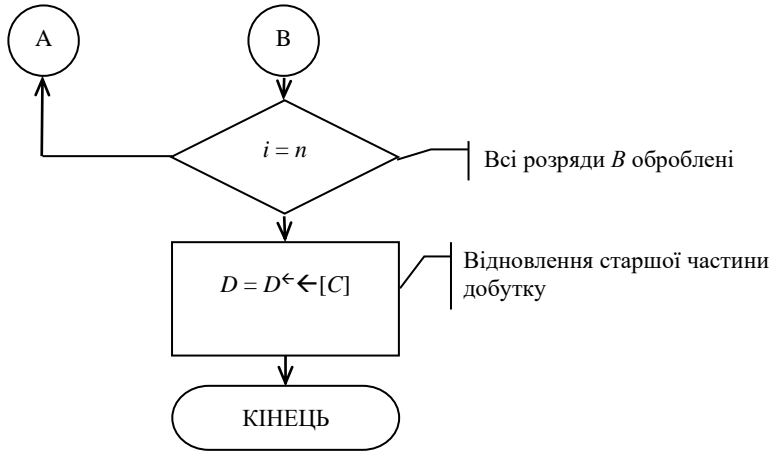 A
B
i = n
Всі розряди B оброблені
D = D← ←[C]
Відновлення старшої частини
добутку
КІНЕЦЬ